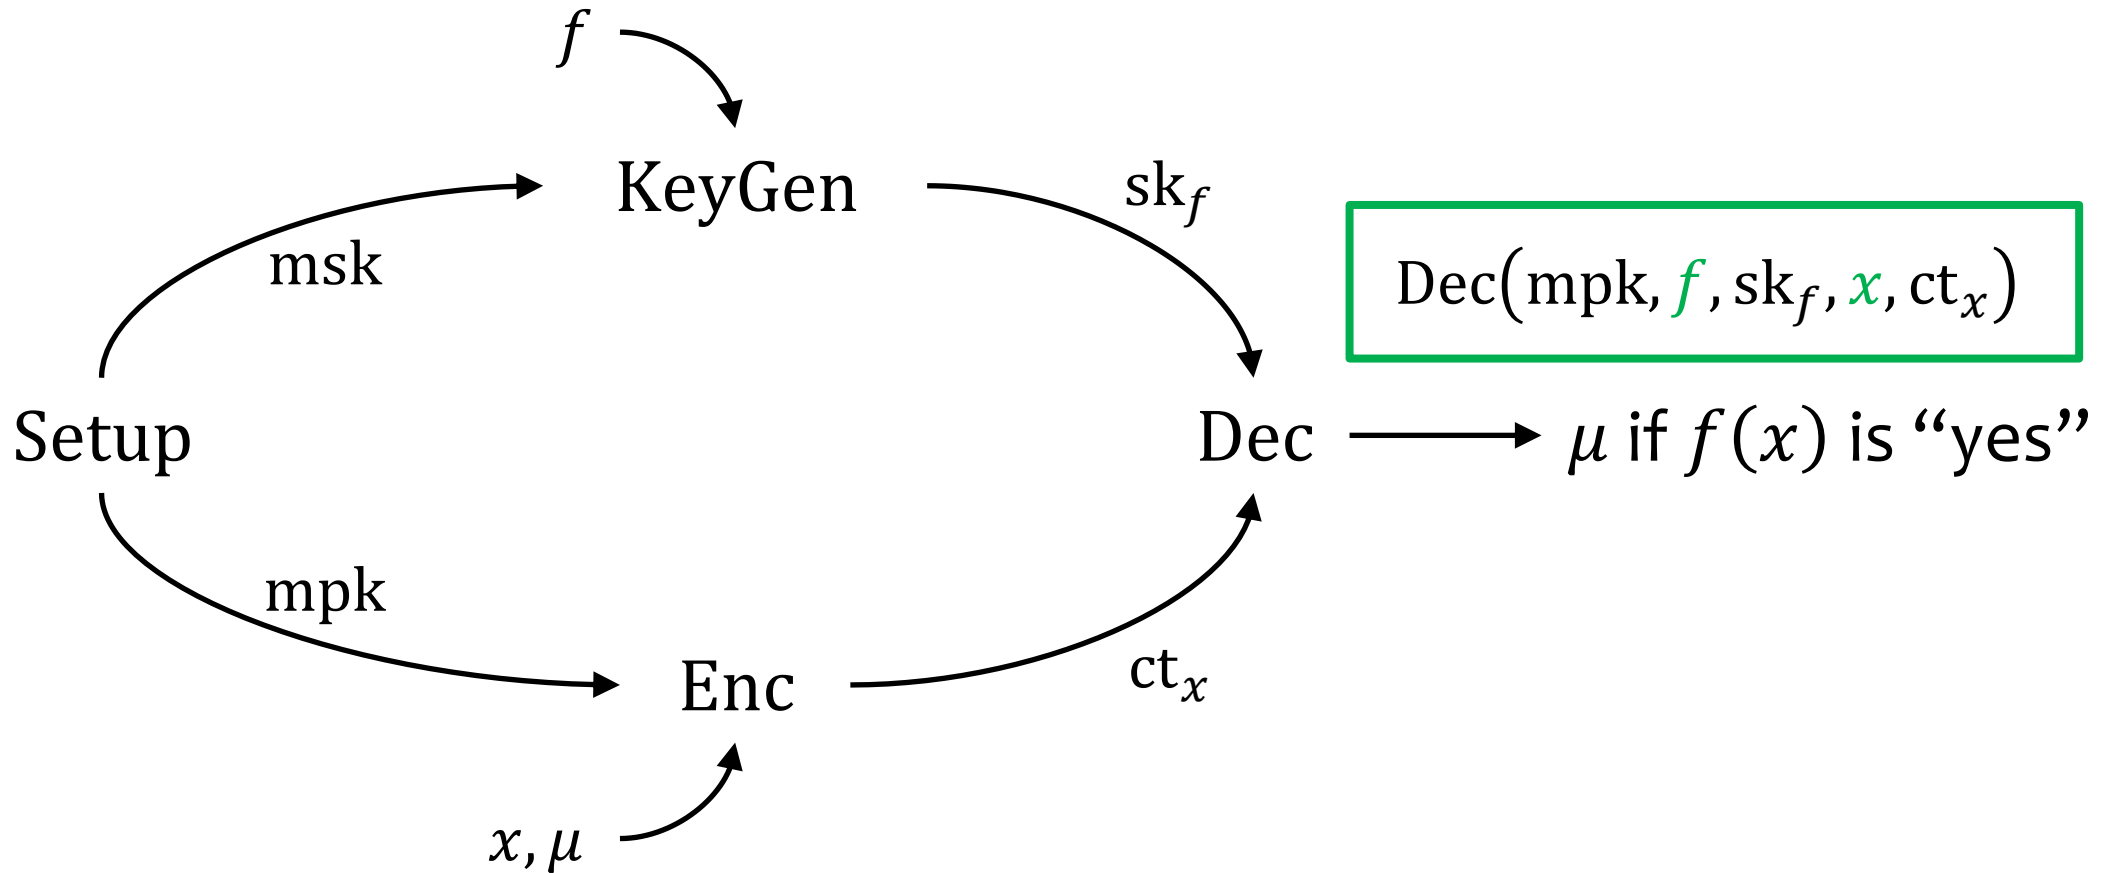 f
KeyGen
sk_f
msk
Dec(mpk, f, sk_f, x, ct_x)
Setup
Dec
μ if f(x) is “yes”
mpk
Enc
ct_x
x, μ